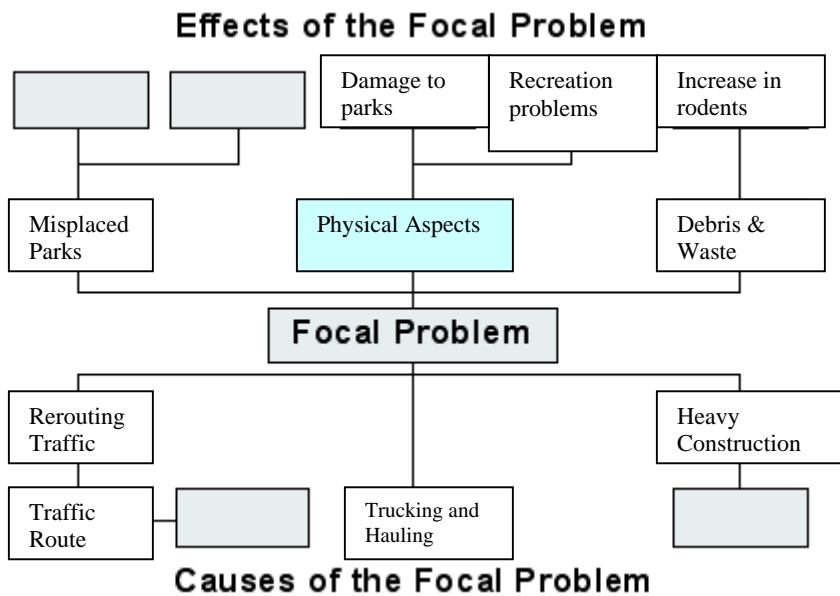 Effects of the Focal Problem
Damage to
parks
Recreation
problems
Increase in
rodents
Misplaced
Parks
Physical Aspects
Debris &
Waste
Focal Problem
Rerouting
Traffic
Heavy
Construction
Traffic
Route
Trucking and
Hauling
Causes of the Focal Problem